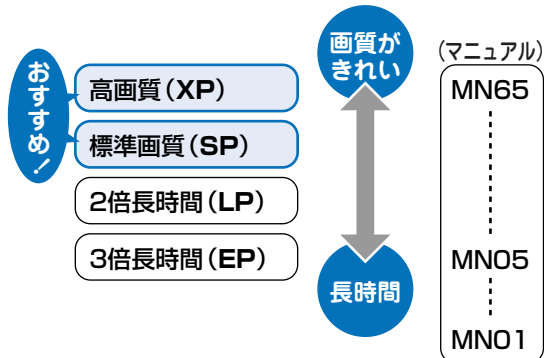 おすすめ！
高画質（XP）
標準画質（SP）
2倍長時間（LP）
3倍長時間（EP）
画質が
きれい
長時間
（マニュアル）
MN65
MN05
MN01